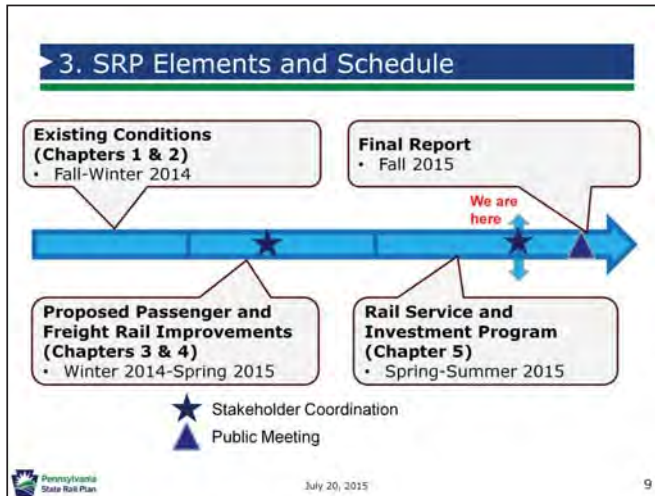 3. SRP Elements and Schedule
Existing Conditions
(Chapters 1 & 2)
• Fall-Winter 2014
Final Report
• Fall 2015
We are
here
Proposed Passenger and
Freight Rail Improvements
(Chapters 3 & 4)
• Winter 2014-Spring 2015
Rail Service and
Investment Program
(Chapter 5)
• Spring-Summer 2015
Stakeholder Coordination
Public Meeting
Pennsylvania
State Rail Plan
July 20, 2015
9